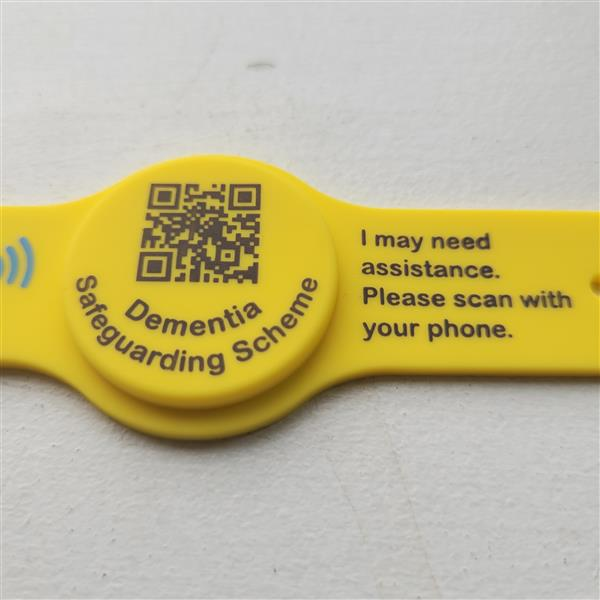 Dementia
Safeguarding Scheme
I may need
assistance.
Please scan with
your phone.